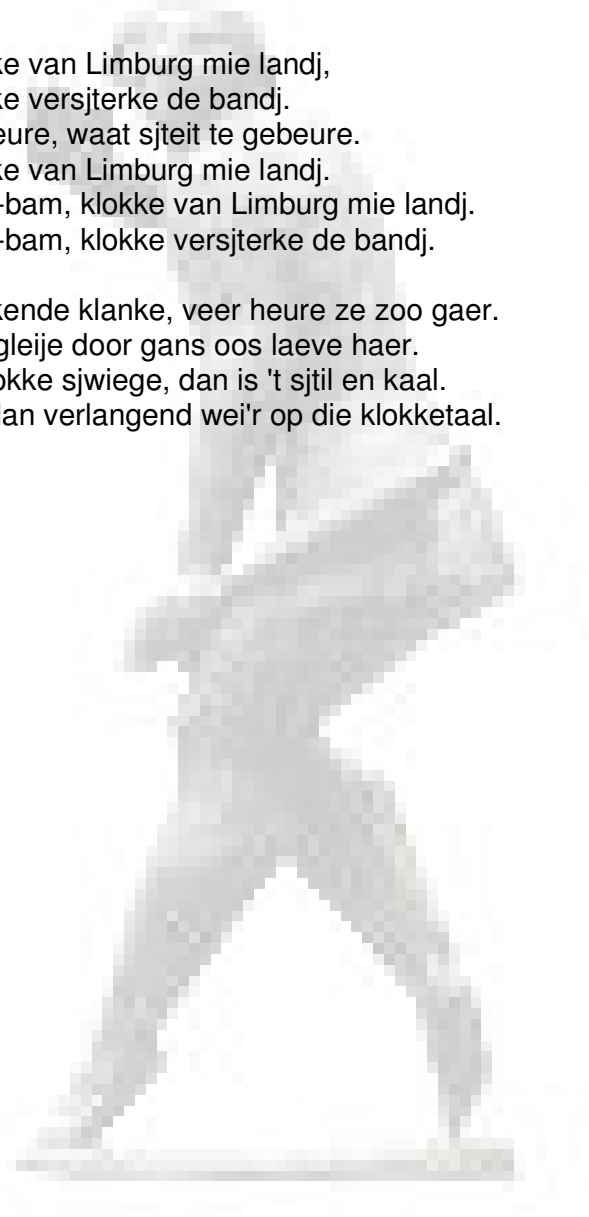 ke van Limburg mie landj,
ke versjterke de bandj.
eure, waat sjteit te gebeure.
ke van Limburg mie landj.
-bam, klokke van Limburg mie landj.
-bam, klokke versjterke de bandj.
kende klanke, veer heure ze zoo gaer.
gleije door gans oos laeve haer.
okke sjwiege, dan is 't sjtil en kaal.
dan verlangend wei'r op die klokketaal.